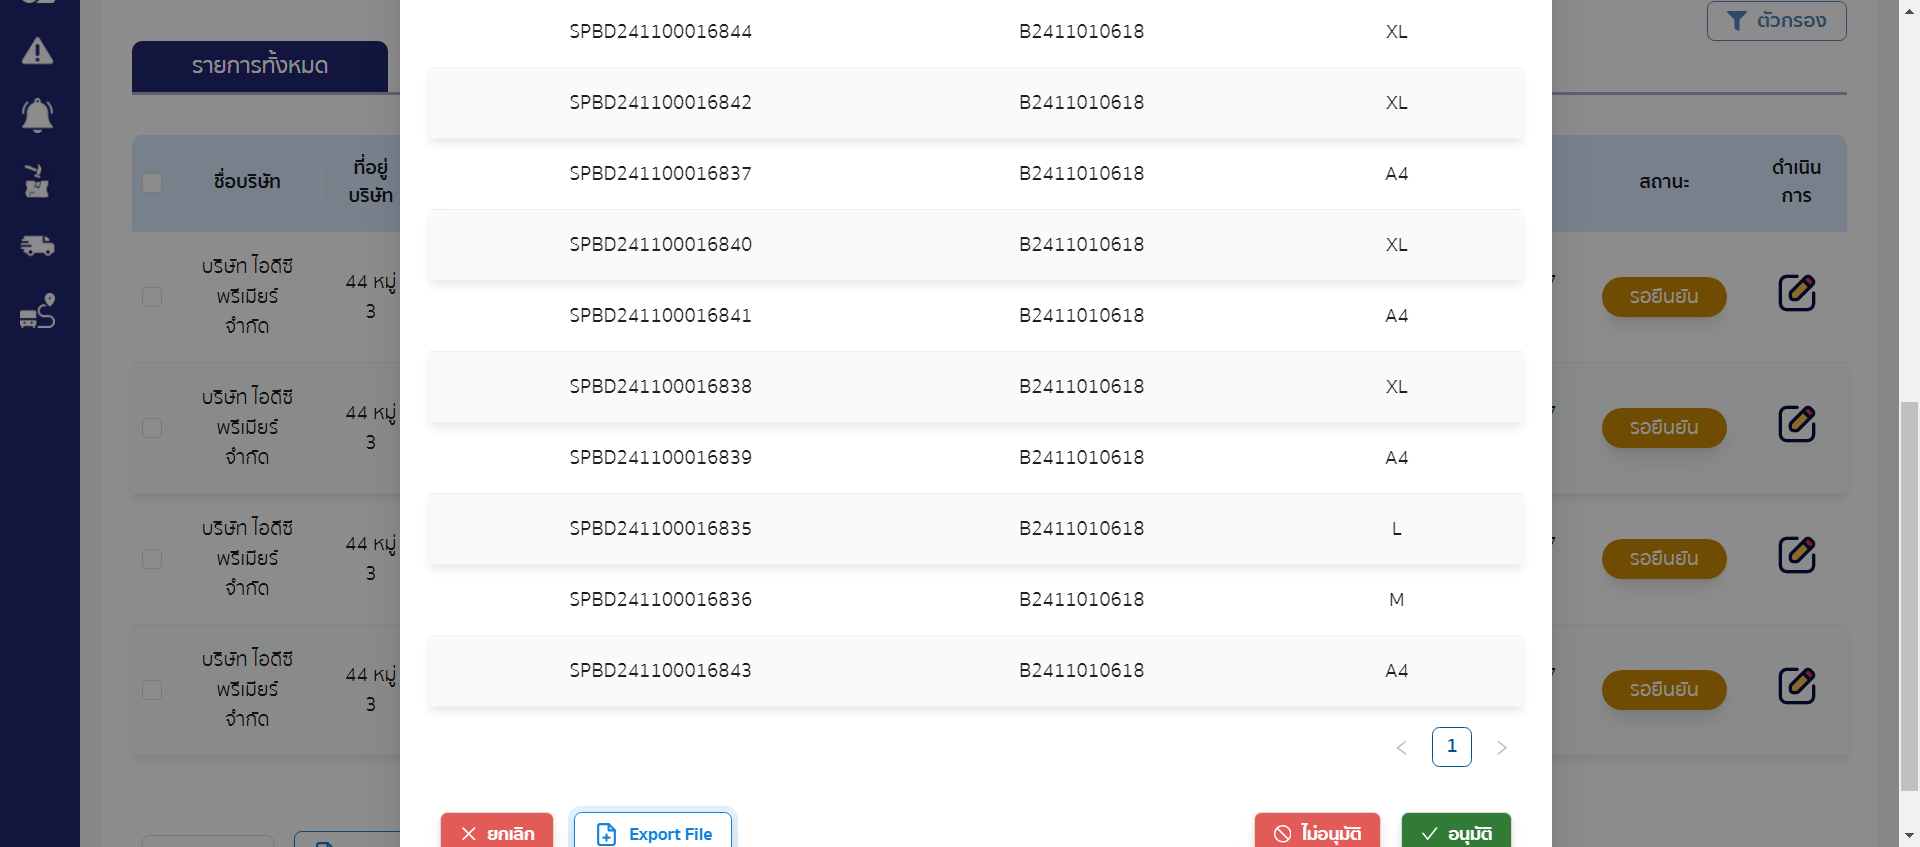 ตัวกรอง
รายการทั้งหมด
ชื่อบริษัท
ที่อยู่
บริษัท
สถานะ
ดำเนิน
การ
บริษัท ไอดีซี
พรีเมียร์
จำกัด
44 หมู่
3
รอยืนยัน
บริษัท ไอดีซี
พรีเมียร์
จำกัด
44 หมู่
3
รอยืนยัน
บริษัท ไอดีซี
พรีเมียร์
จำกัด
44 หมู่
3
รอยืนยัน
บริษัท ไอดีซี
พรีเมียร์
จำกัด
44 หมู่
3
รอยืนยัน
SPBD241100016844 B2411010618 XL
SPBD241100016842 B2411010618 XL
SPBD241100016837 B2411010618 A4
SPBD241100016840 B2411010618 XL
SPBD241100016841 B2411010618 A4
SPBD241100016838 B2411010618 XL
SPBD241100016839 B2411010618 A4
SPBD241100016835 B2411010618 L
SPBD241100016836 B2411010618 M
SPBD241100016843 B2411010618 A4
1
ยกเลิก
Export File
ไม่อนุมัติ
อนุมัติ